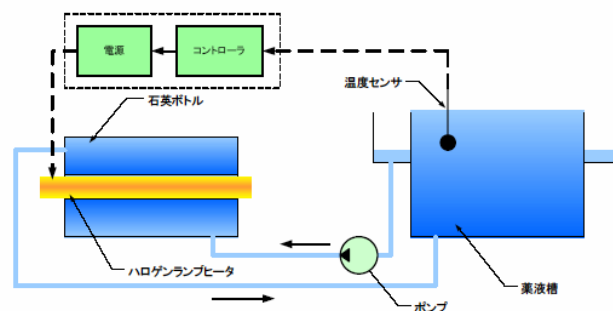 電源
コントローラ
温度センサ
石英ボトル
ハロゲンランプヒータ
ポンプ
薬液槽